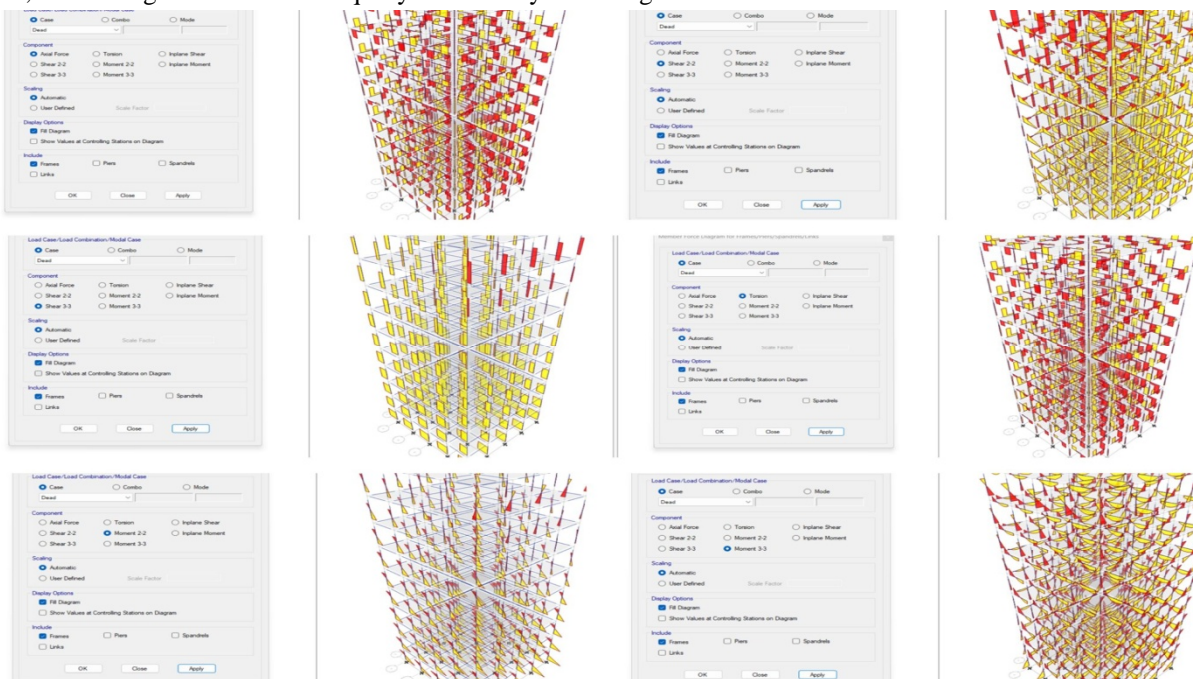 Load Case/Load Combination/Modal Case
Case Combo Mode
Dead
Component
Axial Force Torsion Inplane Shear
Shear 2-2 Moment 2-2 Inplane Moment
Shear 3-3 Moment 3-3
Scaling
Automatic
User Defined Scale Factor
Display Options
Fill Diagram
Show Values at Controlling Stations on Diagram
Include
Frames Piers Spandrels
Links
OK Close Apply
Case Combo Mode
Dead
Component
Axial Force Torsion Inplane Shear
Shear 2-2 Moment 2-2 Inplane Moment
Shear 3-3 Moment 3-3
Scaling
Automatic
User Defined Scale Factor
Display Options
Fill Diagram
Show Values at Controlling Stations on Diagram
Include
Frames Piers Spandrels
Links
OK Close Apply
Load Case/Load Combination/Modal Case
Case Combo Mode
Dead
Component
Axial Force Torsion Inplane Shear
Shear 2-2 Moment 2-2 Inplane Moment
Shear 3-3 Moment 3-3
Scaling
Automatic
User Defined Scale Factor
Display Options
Fill Diagram
Show Values at Controlling Stations on Diagram
Include
Frames Piers Spandrels
Links
OK Close Apply
Member Force Diagram for Frames/Piers/Spandrels/Links
Load Case/Load Combination/Modal Case
Case Combo Mode
Dead
Component
Axial Force Torsion Inplane Shear
Shear 2-2 Moment 2-2 Inplane Moment
Shear 3-3 Moment 3-3
Scaling
Automatic
User Defined Scale Factor
Display Options
Fill Diagram
Show Values at Controlling Stations on Diagram
Include
Frames Piers Spandrels
Links
OK Close Apply
Load Case/Load Combination/Modal Case
Case Combo Mode
Dead
Component
Axial Force Torsion Inplane Shear
Shear 2-2 Moment 2-2 Inplane Moment
Shear 3-3 Moment 3-3
Scaling
Automatic
User Defined Scale Factor
Display Options
Fill Diagram
Show Values at Controlling Stations on Diagram
Include
Frames Piers Spandrels
Links
OK Close Apply
Load Case/Load Combination/Modal Case
Case Combo Mode
Dead
Component
Axial Force Torsion Inplane Shear
Shear 2-2 Moment 2-2 Inplane Moment
Shear 3-3 Moment 3-3
Scaling
Automatic
User Defined Scale Factor
Display Options
Fill Diagram
Show Values at Controlling Stations on Diagram
Include
Frames Piers Spandrels
Links
OK Close Apply